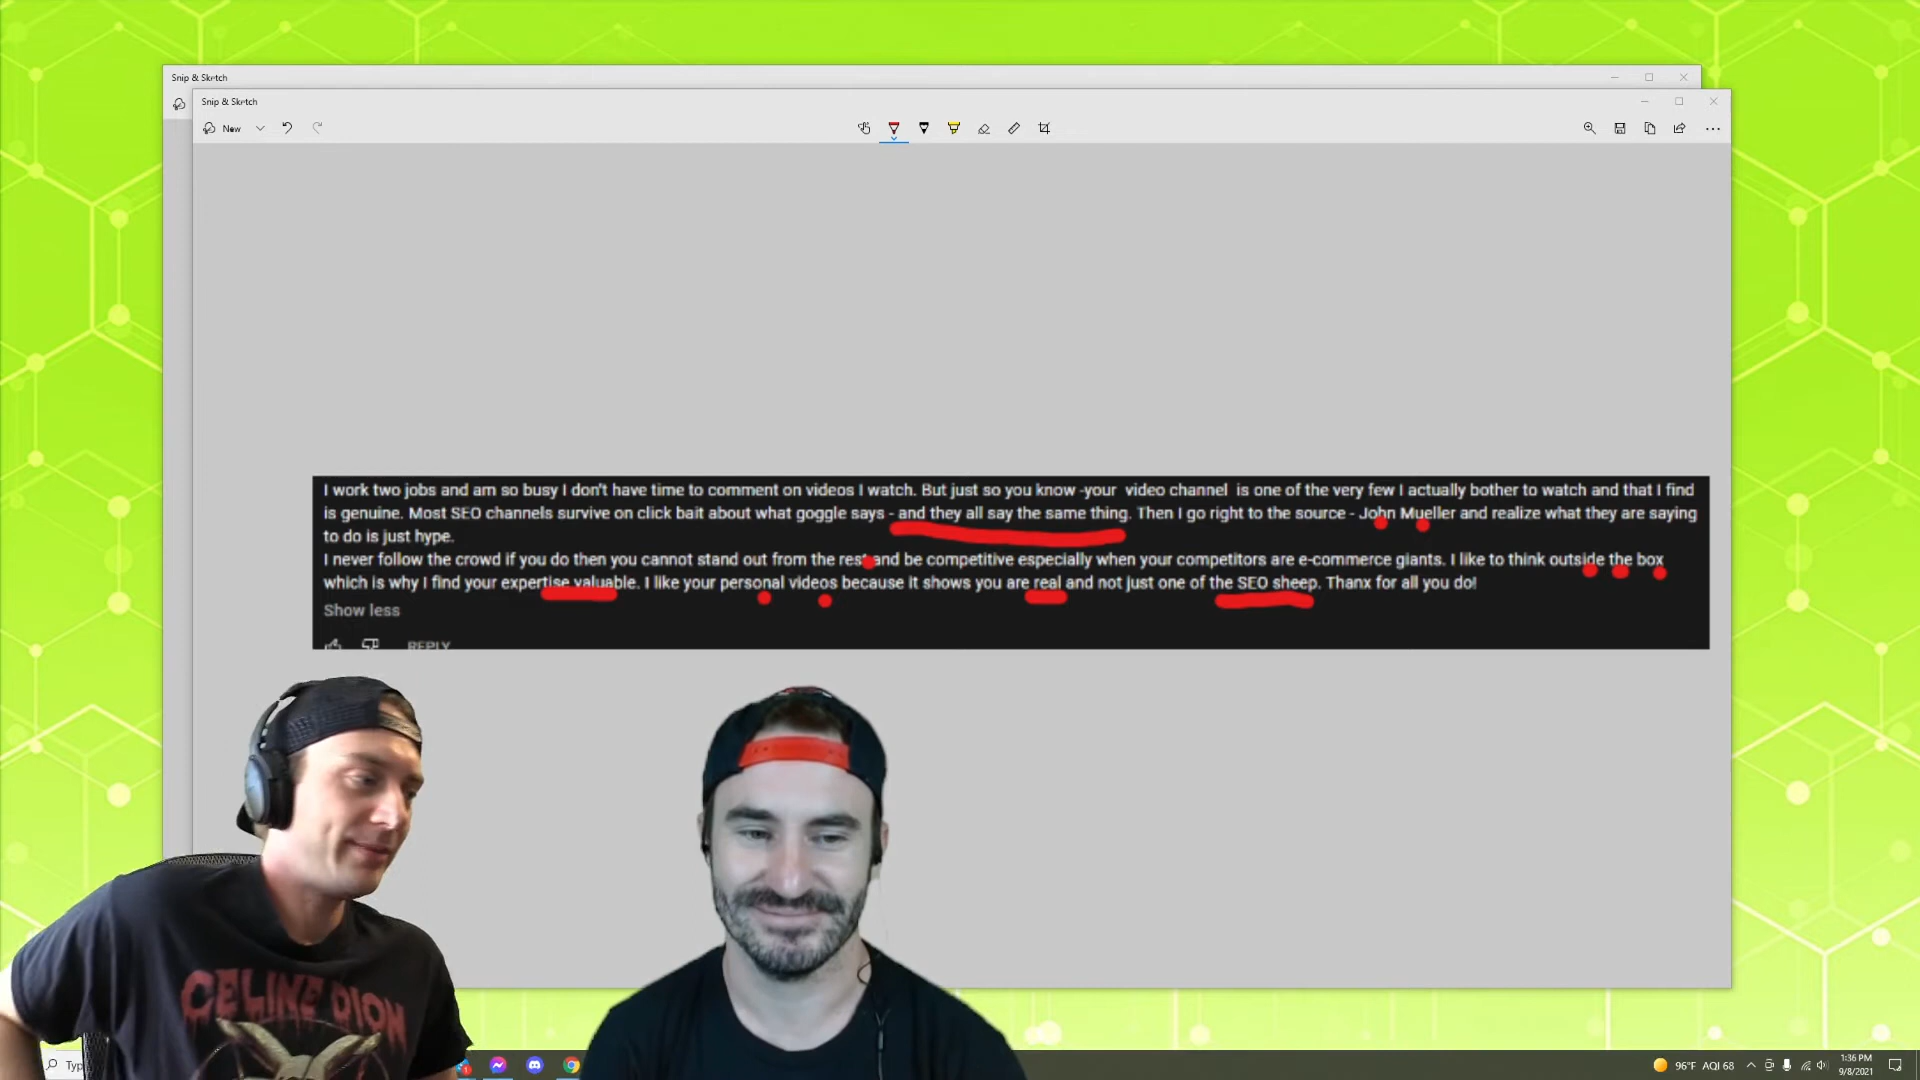 Snip & Sketch
Snip & Sketch
New
I work two jobs and am so busy I don't have time to comment on videos I watch. But just so you know -your video channel is one of the very few I actually bother to watch and that I find
is genuine. Most SEO channels survive on click bait about what goggle says - and they all say the same thing. Then I go right to the source - John Mueller and realize what they are saying
to do is just hype.
I never follow the crowd if you do then you cannot stand out from the rest and be competitive especially when your competitors are e-commerce giants. I like to think outside the box
which is why I find your expertise valuable. I like your personal videos because it shows you are real and not just one of the SEO sheep. Thanx for all you do!
Show less
REPLY
CELINE DION
Typ
96°F AQI 68
1:36 PM
9/8/2021